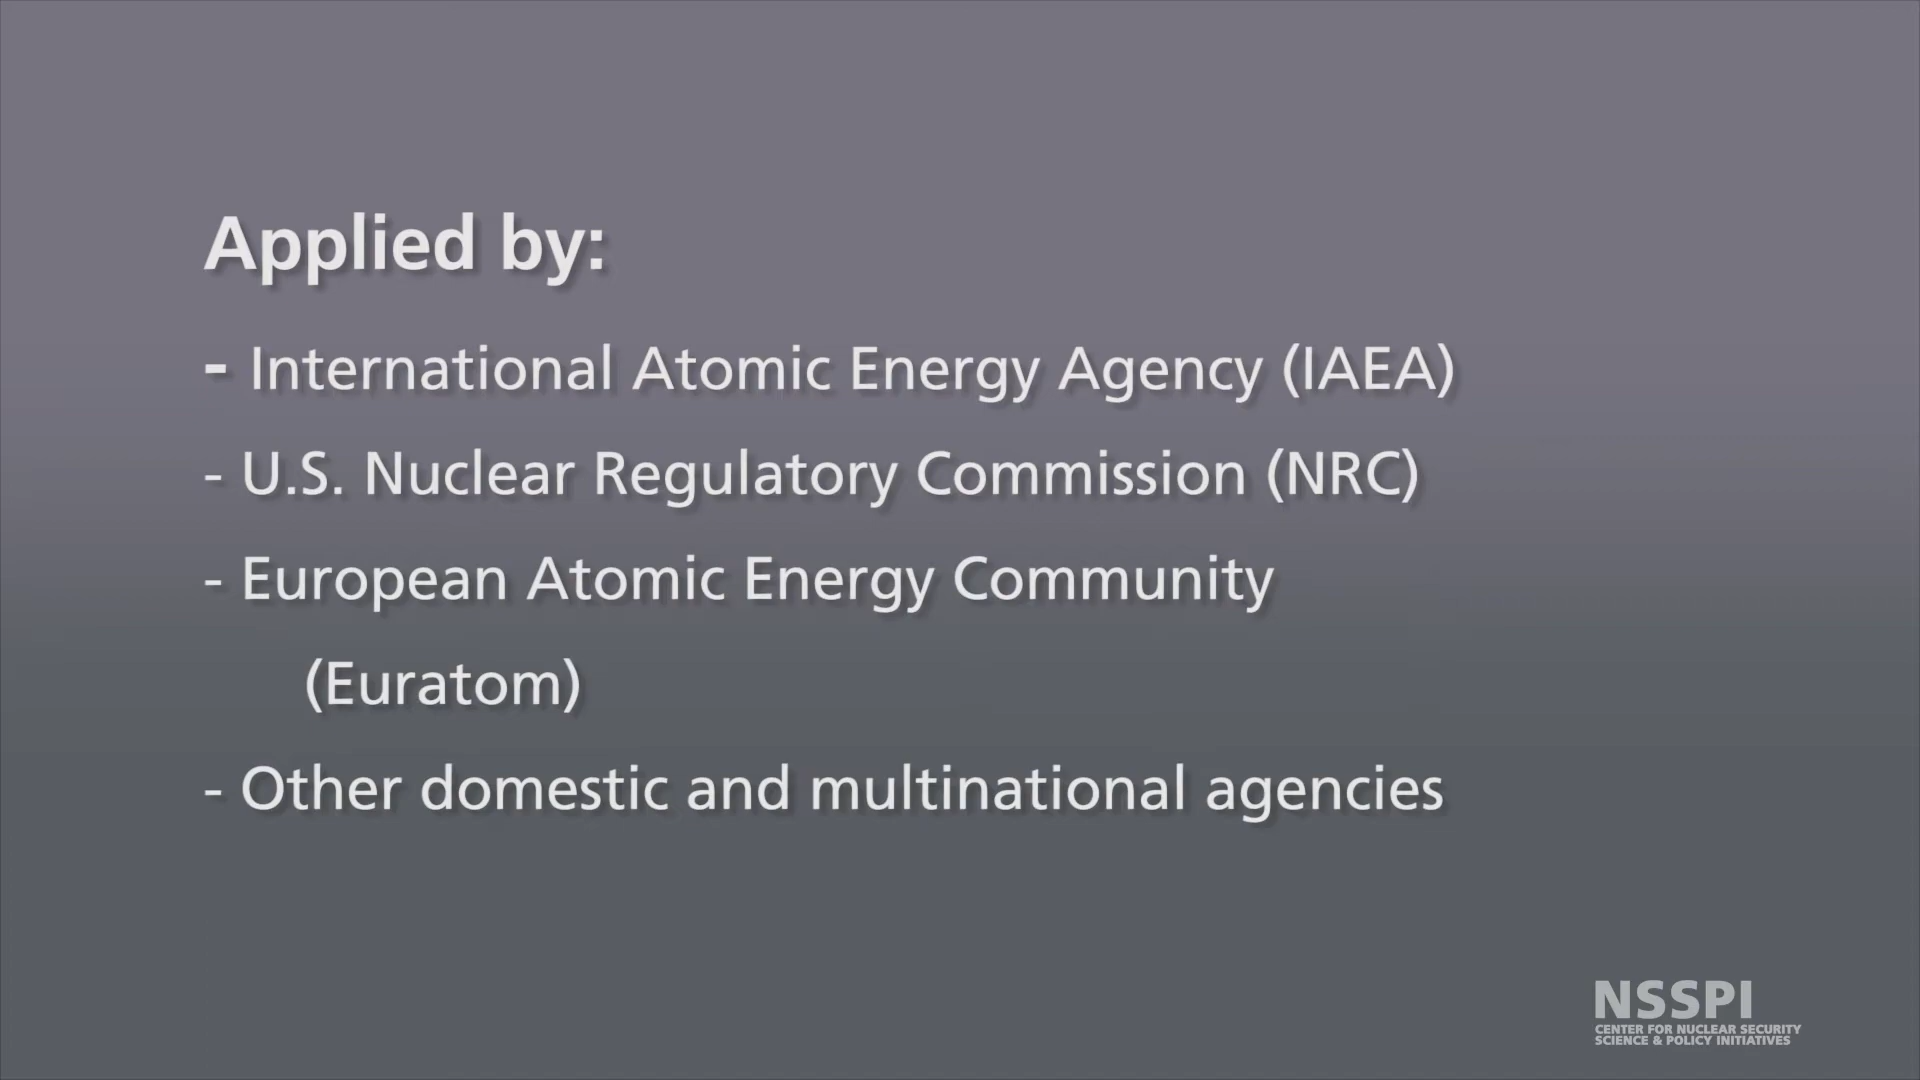 Applied by:
- International Atomic Energy Agency (IAEA)
- U.S. Nuclear Regulatory Commission (NRC)
- European Atomic Energy Community
(Euratom)
- Other domestic and multinational agencies
NSSPI
CENTER FOR NUCLEAR SECURITY
SCIENCE & POLICY INITIATIVES